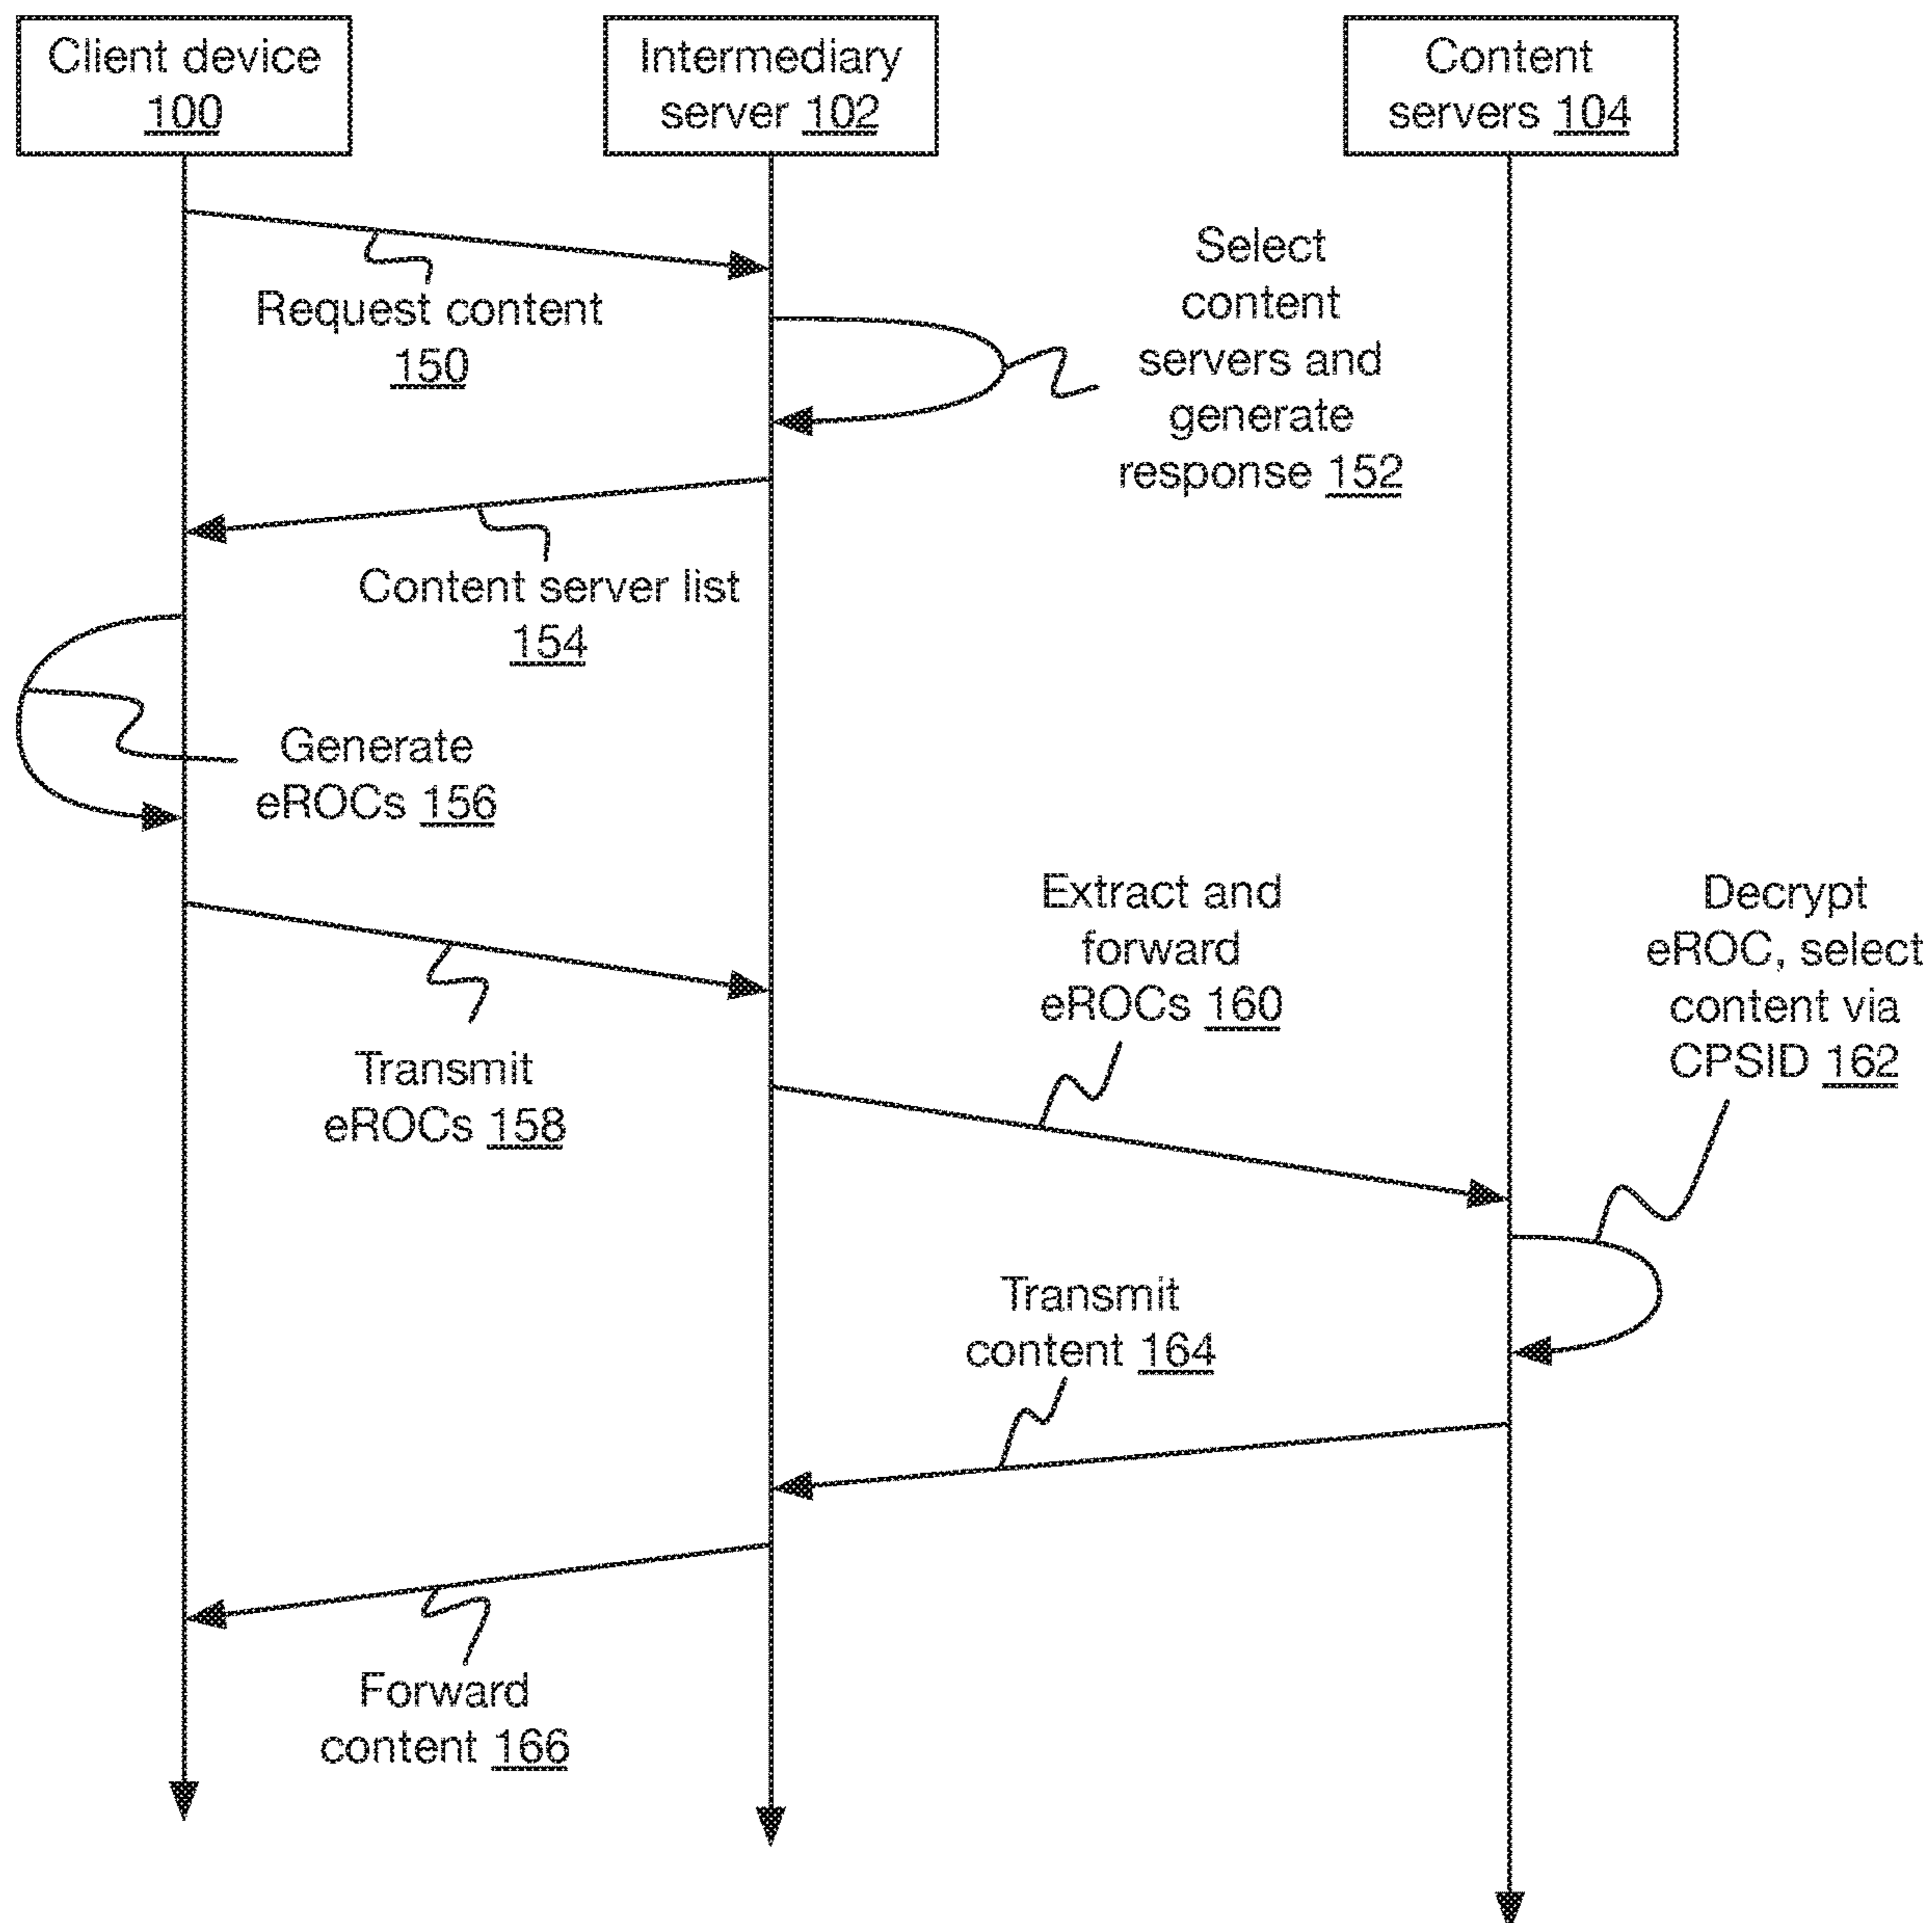 Client device
100
Intermediary
server 102
Content
servers 104
Request content
150
Select
content
servers and
generate
response 152
Content server list
154
Generate
eROCs 156
Transmit
eROCs 158
Extract and
forward
eROCs 160
Decrypt
eROC, select
content via
CPSID 162
Transmit
content 164
Forward
content 166